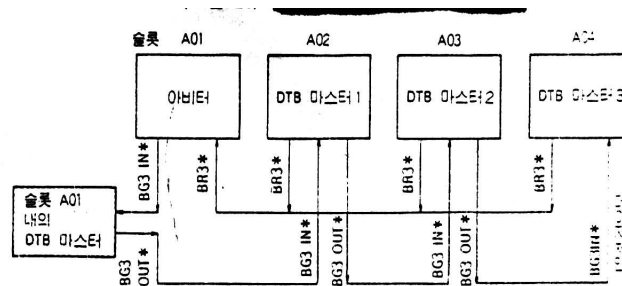 슬롯 A01 A02 A03 A04
아비터 DTB 마스터1 DTB 마스터2 DTB 마스터3
BG3 IN* BR3* BR3* BR3* BR3*
슬롯 A01
내의
DTB 마스터
BG3
OUT*
BG3 IN* BG3 OUT* BG3 IN* BG3 OUT* BG3IN*